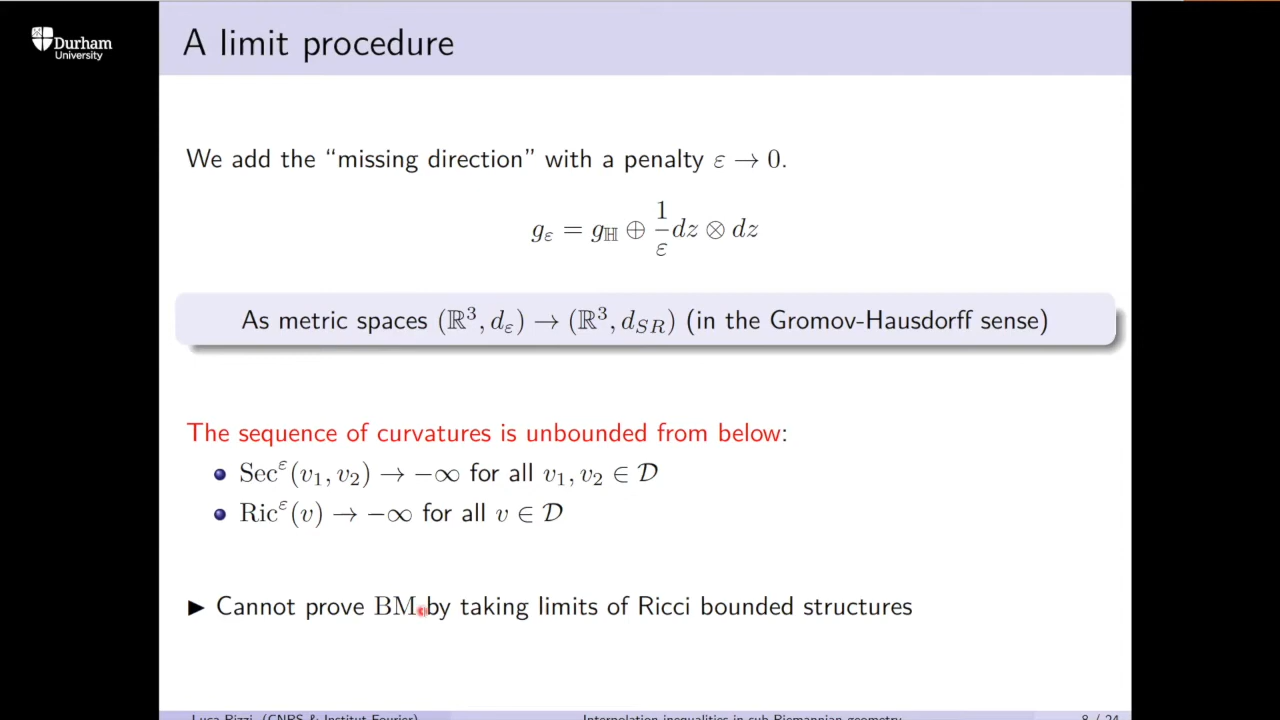 Durham
University
A limit procedure
We add the “missing direction” with a penalty ε → 0.
g_ε = g_ℍ ⊕ 1/ε dz ⊗ dz
As metric spaces (ℝ³, d_ε) → (ℝ³, d_SR) (in the Gromov-Hausdorff sense)
The sequence of curvatures is unbounded from below:
Sec^ε(v₁, v₂) → −∞ for all v₁, v₂ ∈ 𝒟
Ric^ε(v) → −∞ for all v ∈ 𝒟
▶ Cannot prove BM by taking limits of Ricci bounded structures
Luca Rizzi (CNRS & Institut Fourier) Interpolation inequalities in sub-Riemannian geometry 8 / 24